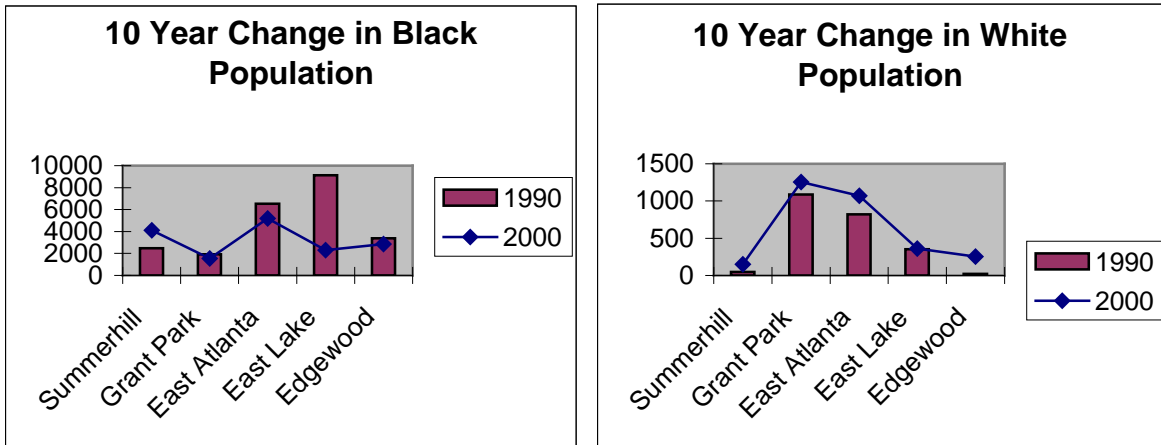 10 Year Change in Black
Population
10000
8000
6000
4000
2000
0
Summerhill
Grant Park
East Atlanta
East Lake
Edgewood
1990
2000
10 Year Change in White
Population
1500
1000
500
0
Summerhill
Grant Park
East Atlanta
East Lake
Edgewood
1990
2000